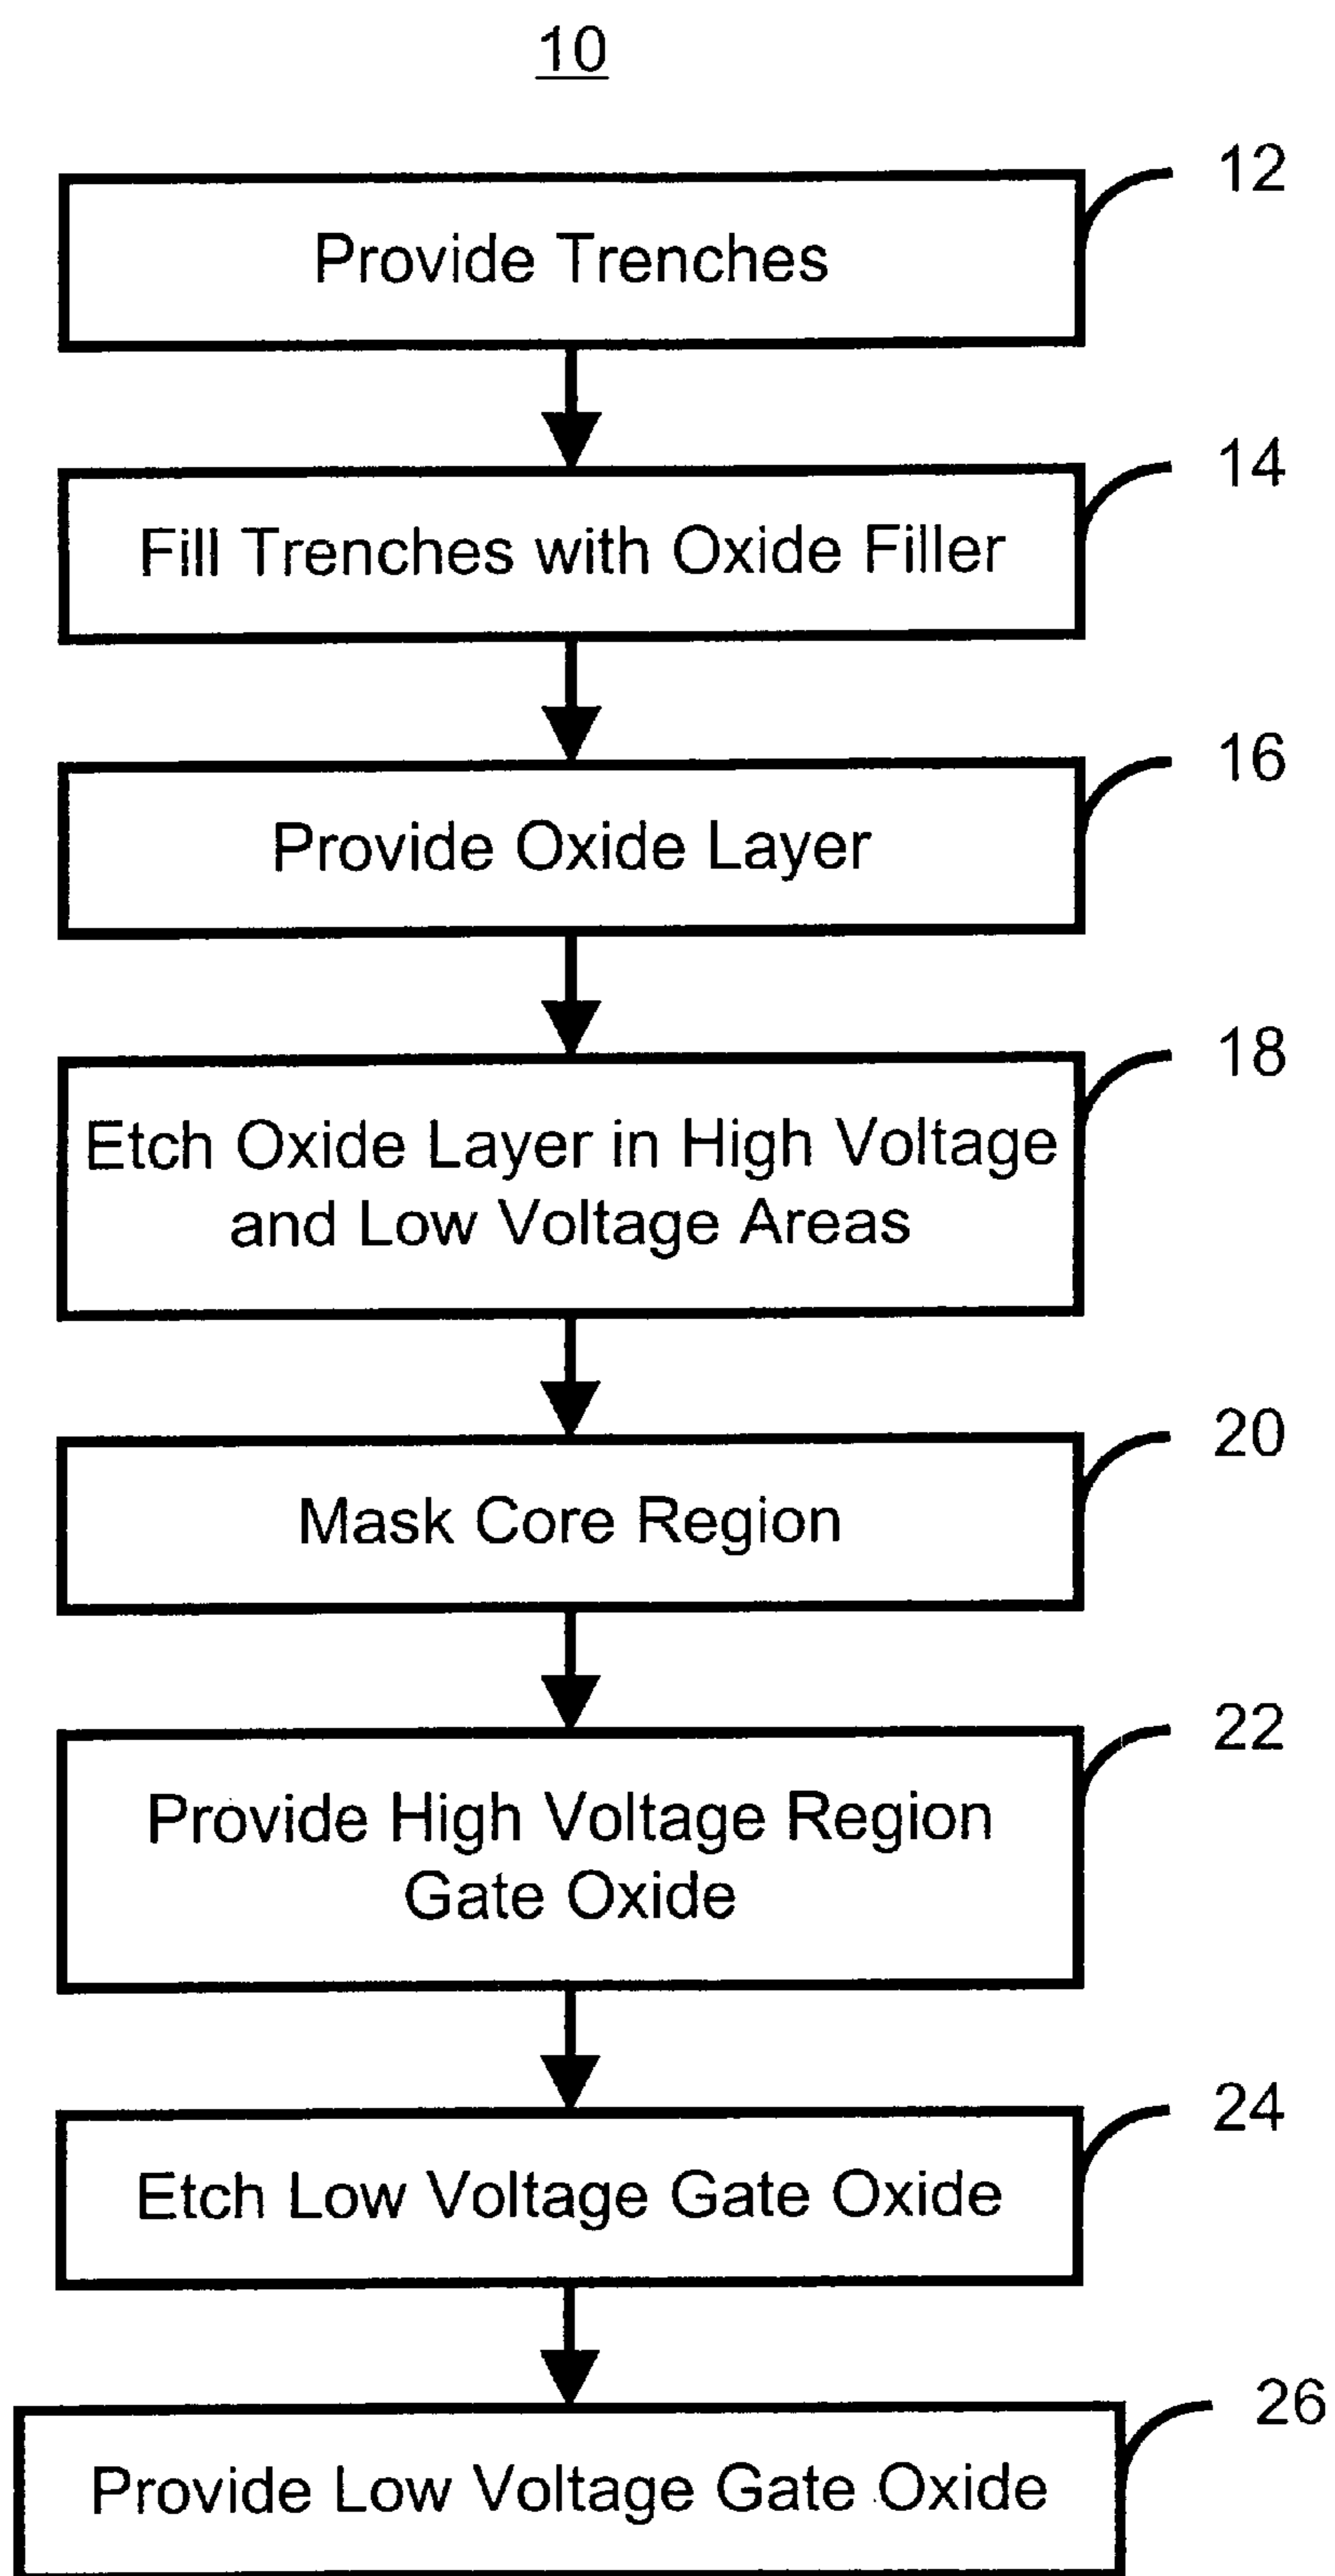 10
12
Provide Trenches
14
Fill Trenches with Oxide Filler
16
Provide Oxide Layer
18
Etch Oxide Layer in High Voltage
and Low Voltage Areas
20
Mask Core Region
22
Provide High Voltage Region
Gate Oxide
24
Etch Low Voltage Gate Oxide
26
Provide Low Voltage Gate Oxide